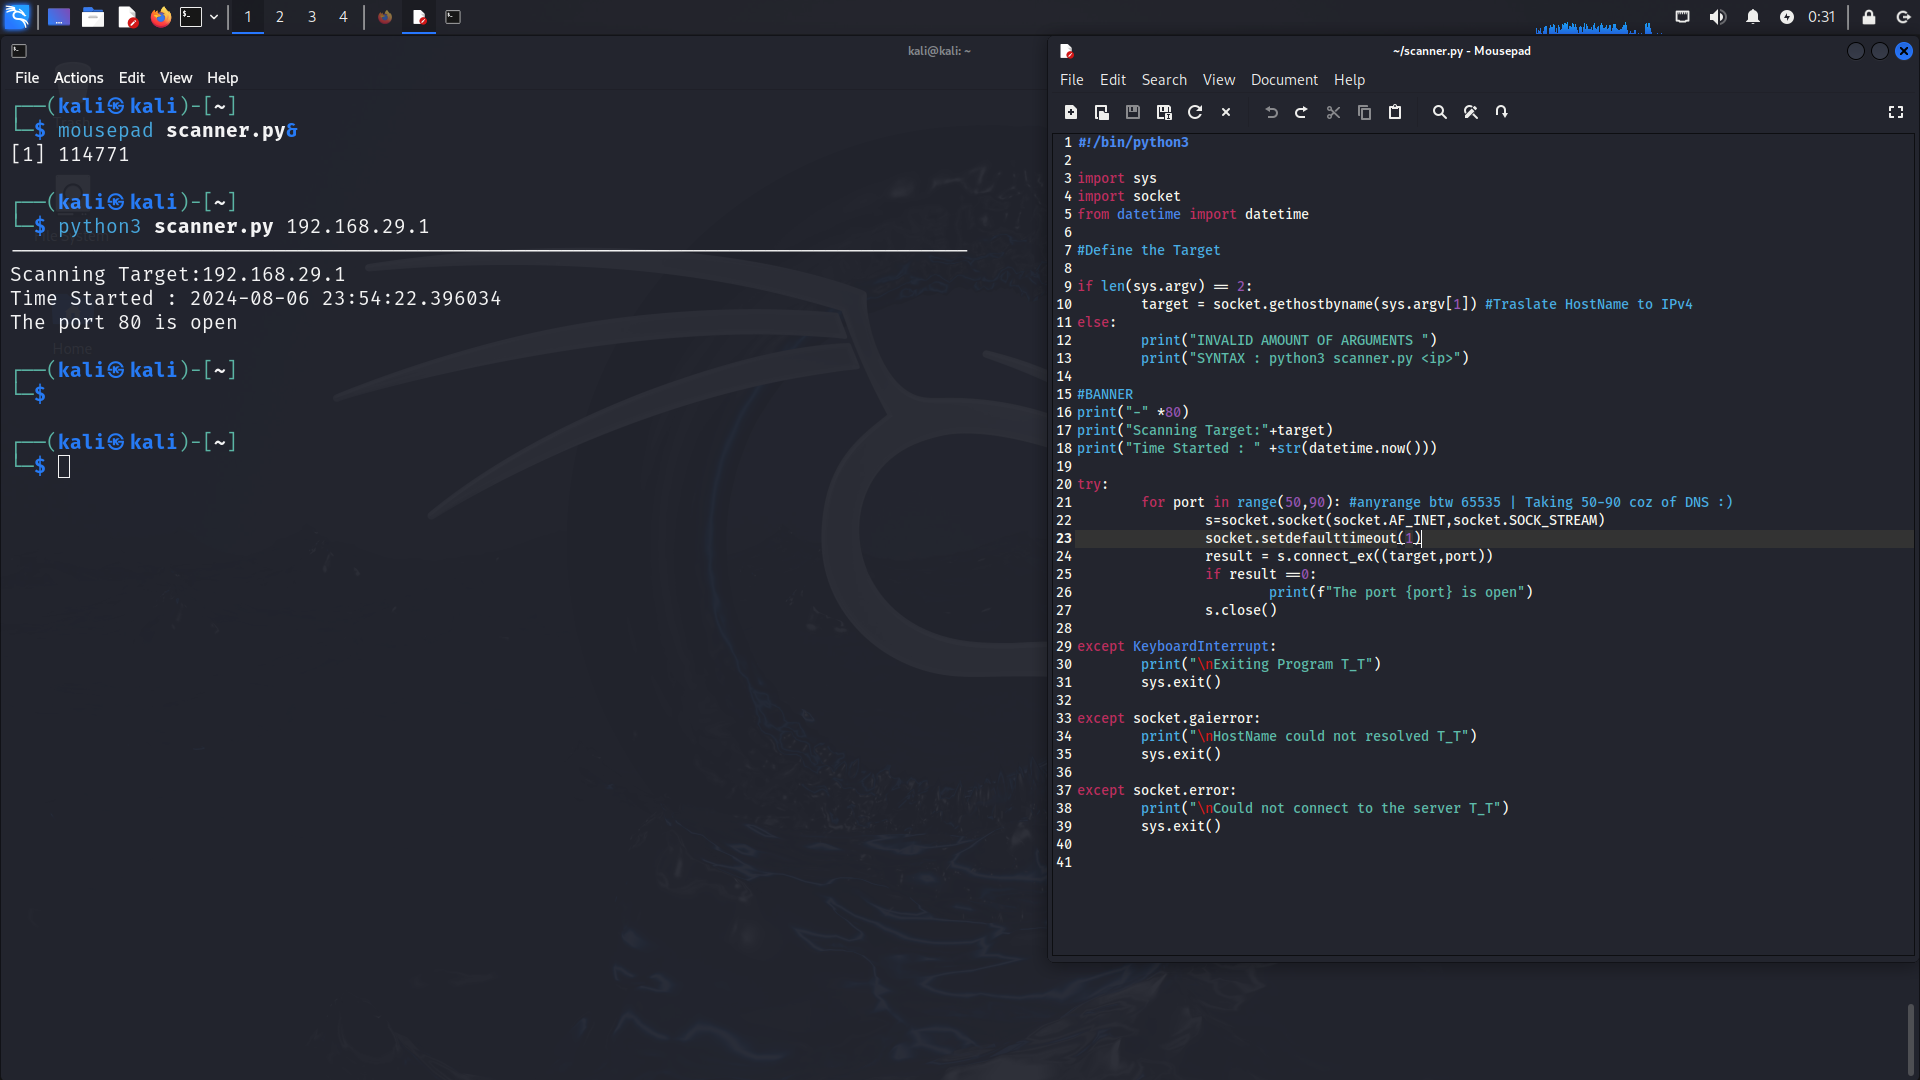 1 2 3 4
0:31
kali@kali: ~
File Actions Edit View Help
┌──(kali㉿kali)-[~]
└─$ mousepad scanner.py&
[1] 114771
┌──(kali㉿kali)-[~]
└─$ python3 scanner.py 192.168.29.1
--------------------------------------------------------------------------------
Scanning Target:192.168.29.1
Time Started : 2024-08-06 23:54:22.396034
The port 80 is open
Home
┌──(kali㉿kali)-[~]
└─$
┌──(kali㉿kali)-[~]
└─$
~/scanner.py - Mousepad
File Edit Search View Document Help
1 #!/bin/python3
2
3 import sys
4 import socket
5 from datetime import datetime
6
7 #Define the Target
8
9 if len(sys.argv) == 2:
10 target = socket.gethostbyname(sys.argv[1]) #Traslate HostName to IPv4
11 else:
12 print("INVALID AMOUNT OF ARGUMENTS ")
13 print("SYNTAX : python3 scanner.py <ip>")
14
15 #BANNER
16 print("-" *80)
17 print("Scanning Target:"+target)
18 print("Time Started : " +str(datetime.now()))
19
20 try:
21 for port in range(50,90): #anyrange btw 65535 | Taking 50-90 coz of DNS :)
22 s=socket.socket(socket.AF_INET,socket.SOCK_STREAM)
23 socket.setdefaulttimeout(1)
24 result = s.connect_ex((target,port))
25 if result ==0:
26 print(f"The port {port} is open")
27 s.close()
28
29 except KeyboardInterrupt:
30 print("\nExiting Program T_T")
31 sys.exit()
32
33 except socket.gaierror:
34 print("\nHostName could not resolved T_T")
35 sys.exit()
36
37 except socket.error:
38 print("\nCould not connect to the server T_T")
39 sys.exit()
40
41